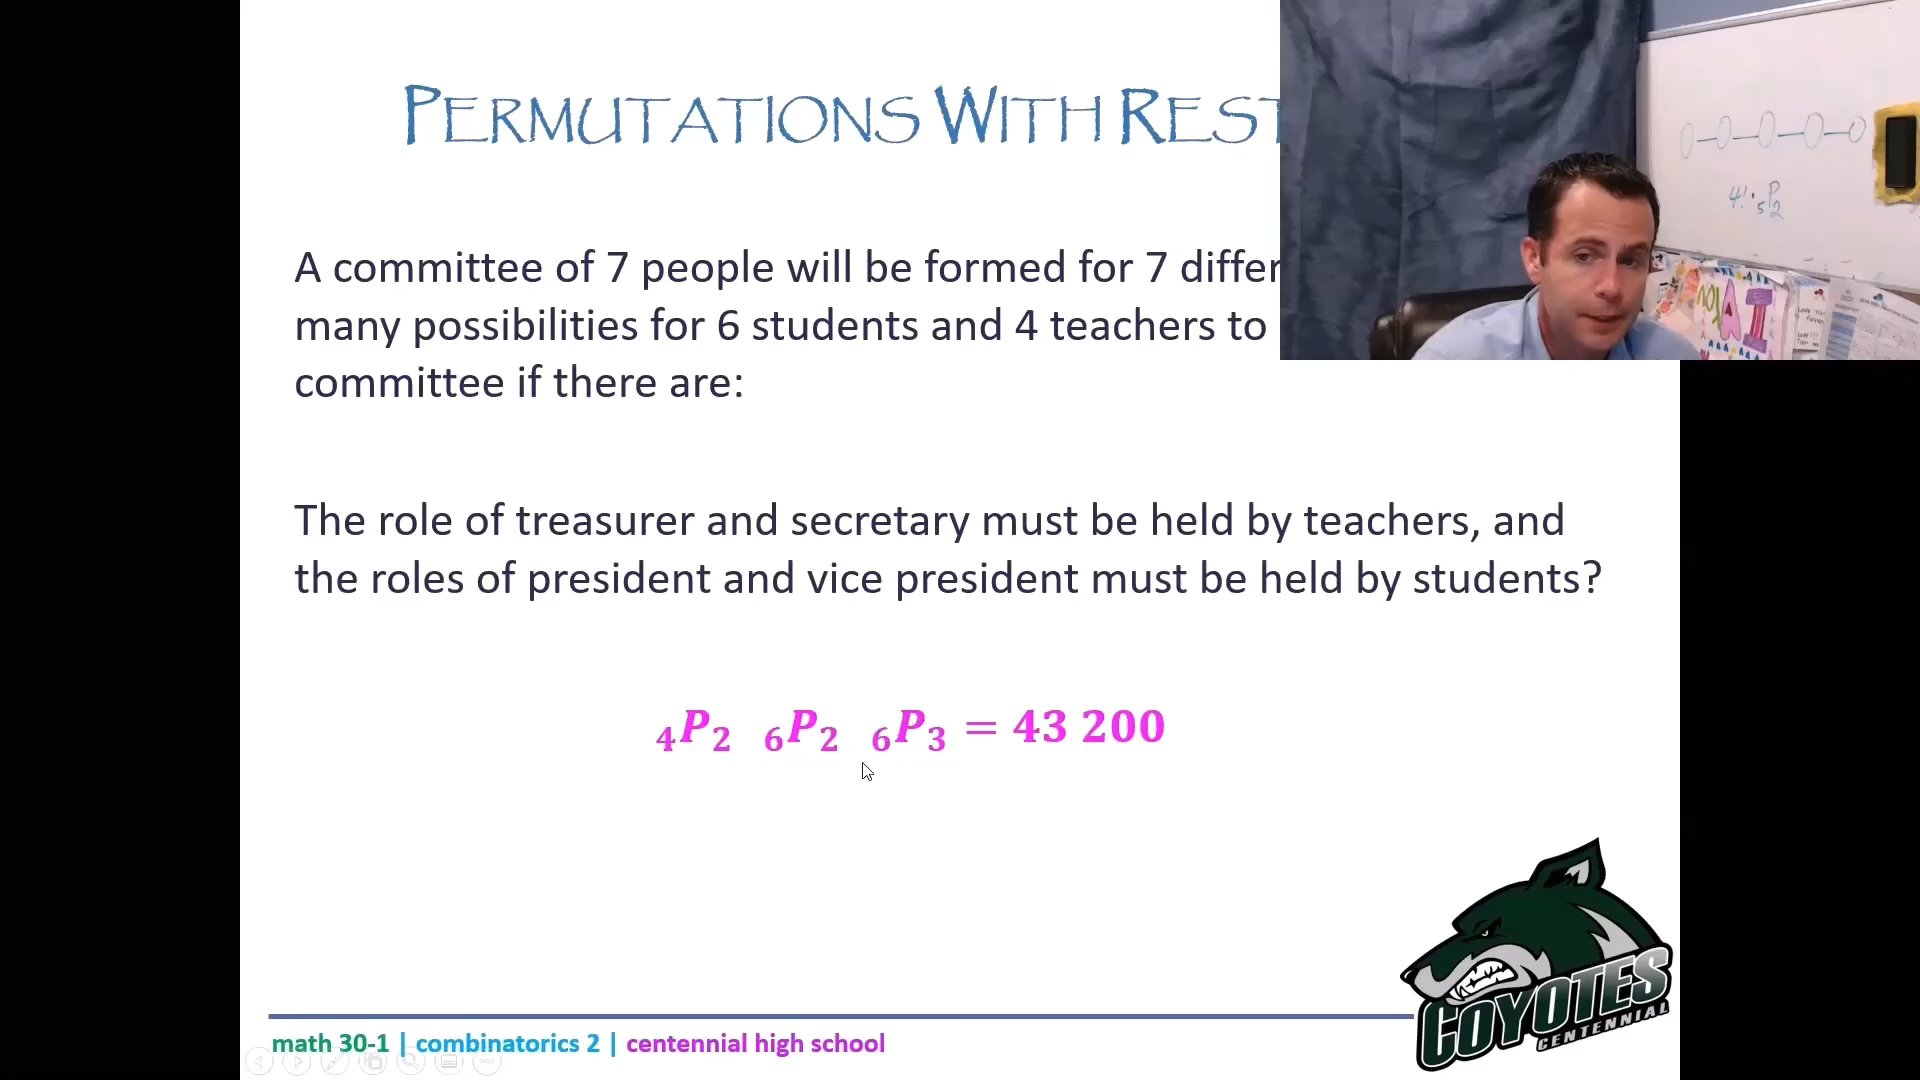 PERMUTATIONS WITH REST
A committee of 7 people will be formed for 7 differ
many possibilities for 6 students and 4 teachers to
committee if there are:
The role of treasurer and secretary must be held by teachers, and
the roles of president and vice president must be held by students?
₄P₂ ₆P₂ ₆P₃ = 43 200
4! · ₅P₂
COYOTES
CENTENNIAL
math 30-1 | combinatorics 2 | centennial high school